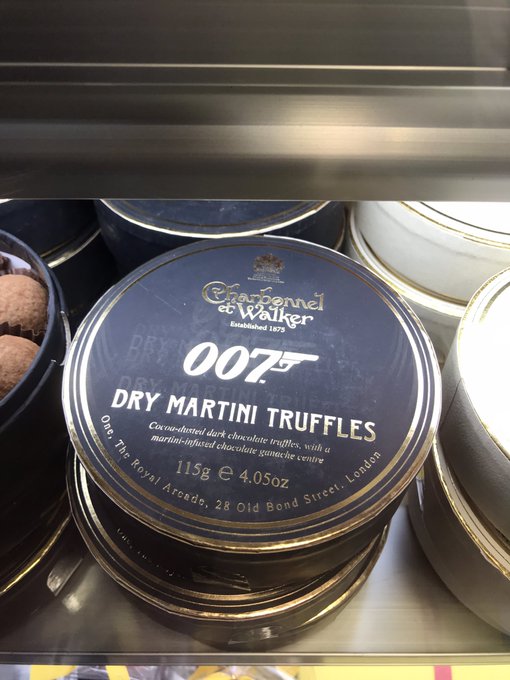 Charbonnel
et Walker
Established 1875
007
DRY MARTINI TRUFFLES
Cocoa-dusted dark chocolate truffles, with a
martini-infused chocolate ganache centre
115g ℮ 4.05oz
One, The Royal Arcade, 28 Old Bond Street, London